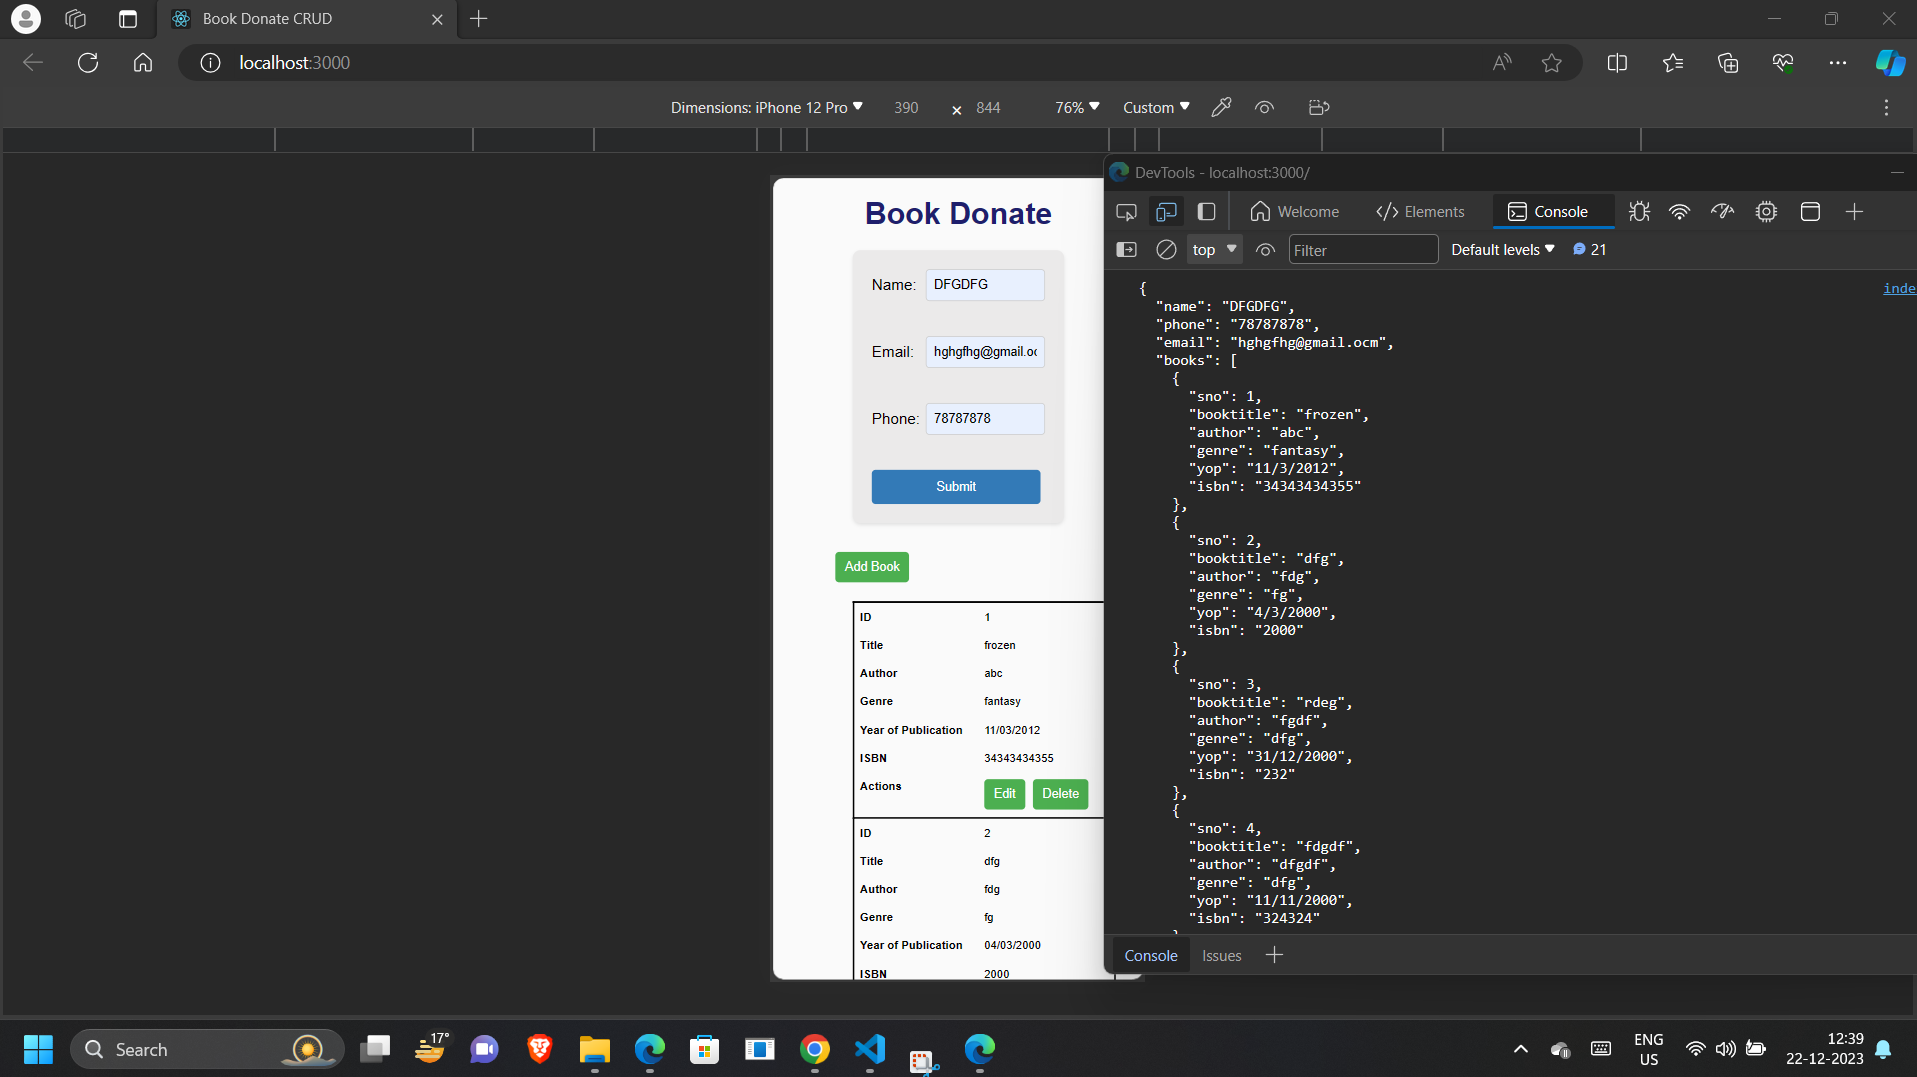 Book Donate CRUD
localhost:3000
Dimensions: iPhone 12 Pro 390 × 844 76% Custom
Book Donate
Name: DFGDFG
Email: hghgfhg@gmail.oc
Phone: 78787878
Submit
Add Book
ID 1
Title frozen
Author abc
Genre fantasy
Year of Publication 11/03/2012
ISBN 34343434355
Actions Edit Delete
ID 2
Title dfg
Author fdg
Genre fg
Year of Publication 04/03/2000
ISBN 2000
DevTools - localhost:3000/
Welcome Elements Console
top Filter Default levels 21
{ inde
"name": "DFGDFG",
"phone": "78787878",
"email": "hghgfhg@gmail.ocm",
"books": [
{
"sno": 1,
"booktitle": "frozen",
"author": "abc",
"genre": "fantasy",
"yop": "11/3/2012",
"isbn": "34343434355"
},
{
"sno": 2,
"booktitle": "dfg",
"author": "fdg",
"genre": "fg",
"yop": "4/3/2000",
"isbn": "2000"
},
{
"sno": 3,
"booktitle": "rdeg",
"author": "fgdf",
"genre": "dfg",
"yop": "31/12/2000",
"isbn": "232"
},
{
"sno": 4,
"booktitle": "fdgdf",
"author": "dfgdf",
"genre": "dfg",
"yop": "11/11/2000",
"isbn": "324324"
Console Issues
Search
17°
ENG
US
12:39
22-12-2023